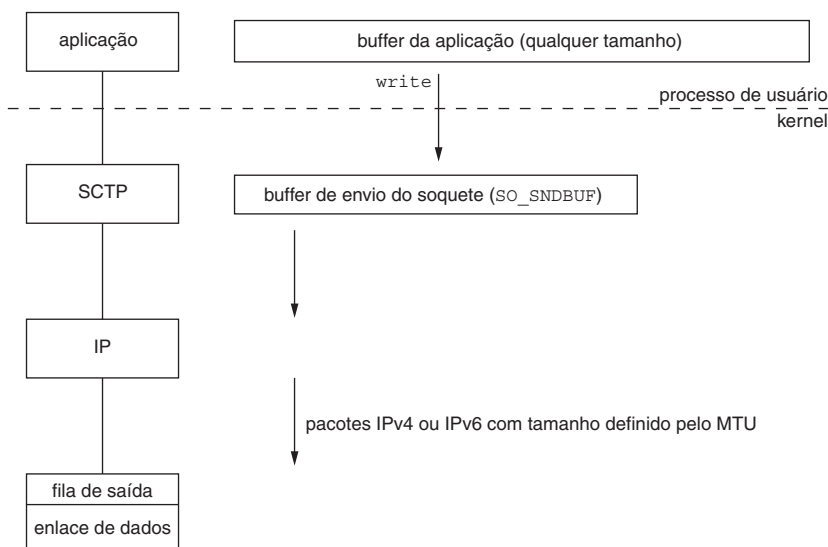 aplicação
buffer da aplicação (qualquer tamanho)
write
processo de usuário
kernel
SCTP
buffer de envio do soquete (SO_SNDBUF)
IP
pacotes IPv4 ou IPv6 com tamanho definido pelo MTU
fila de saída
enlace de dados